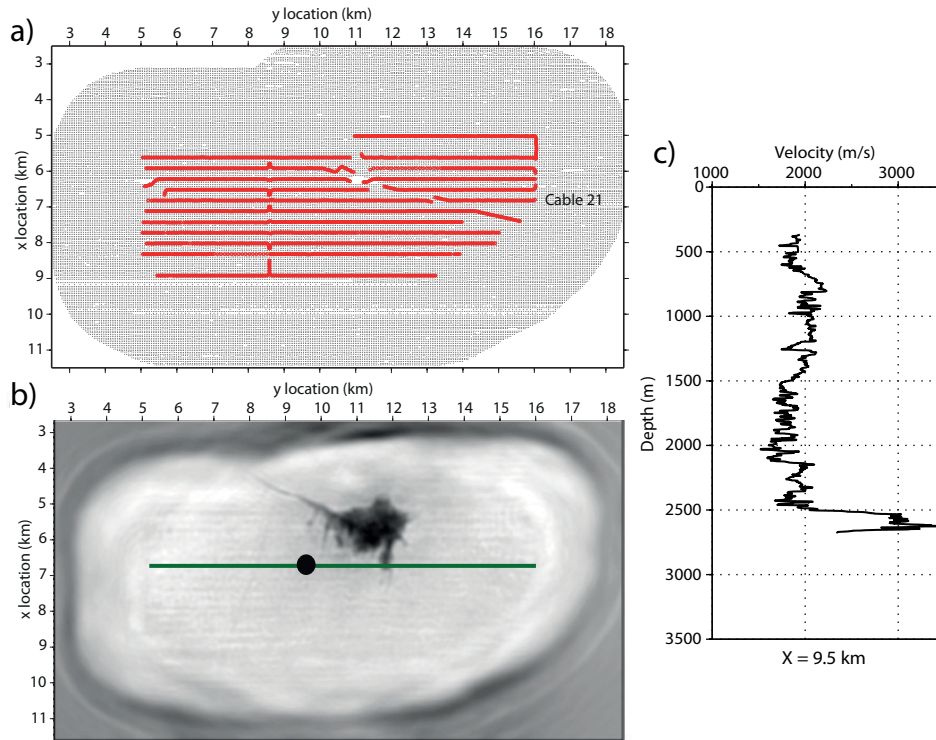 a)
y location (km)
3 4 5 6 7 8 9 10 11 12 13 14 15 16 17 18
x location (km)
3
4
5
6
7
8
9
10
11
Cable 21
b)
y location (km)
3 4 5 6 7 8 9 10 11 12 13 14 15 16 17 18
x location (km)
3
4
5
6
7
8
9
10
11
c)
Velocity (m/s)
1000 2000 3000
Depth (m)
0
500
1000
1500
2000
2500
3000
3500
X = 9.5 km